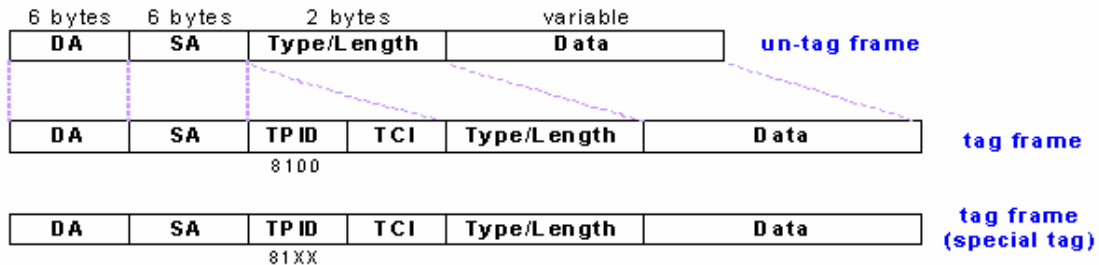 6 bytes 6 bytes 2 bytes variable
DA SA Type/Length Data un-tag frame
DA SA TPID TCI Type/Length Data tag frame
8100
DA SA TPID TCI Type/Length Data tag frame
(special tag)
81XX